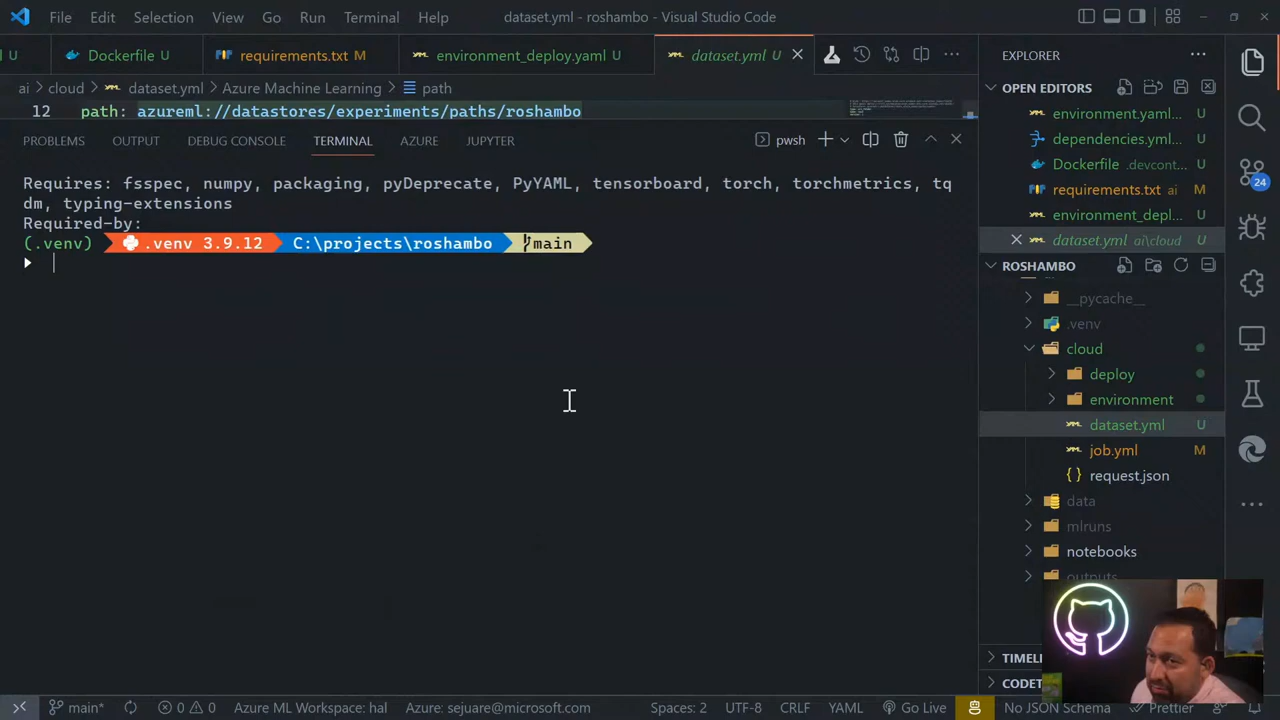 File Edit Selection View Go Run Terminal Help dataset.yml - roshambo - Visual Studio Code
l U Dockerfile U requirements.txt M environment_deploy.yaml U dataset.yml U
ai > cloud > dataset.yml > Azure Machine Learning > path
12 path: azureml://datastores/experiments/paths/roshambo
PROBLEMS OUTPUT DEBUG CONSOLE TERMINAL AZURE JUPYTER pwsh
Requires: fsspec, numpy, packaging, pyDeprecate, PyYAML, tensorboard, torch, torchmetrics, tq
dm, typing-extensions
Required-by:
(.venv) .venv 3.9.12 C:\projects\roshambo main
EXPLORER
OPEN EDITORS
environment.yaml... U
dependencies.yml... U
Dockerfile .devcont... U
requirements.txt ai M
environment_depl... U
dataset.yml ai\cloud U
ROSHAMBO
__pycache__
.venv
cloud
deploy
environment
dataset.yml U
job.yml M
request.json
data
mlruns
notebooks
outputs
TIMELI
CODET
24
main* 0 0 Azure ML Workspace: hal Azure: sejuare@microsoft.com Spaces: 2 UTF-8 CRLF YAML Go Live No JSON Schema Prettier